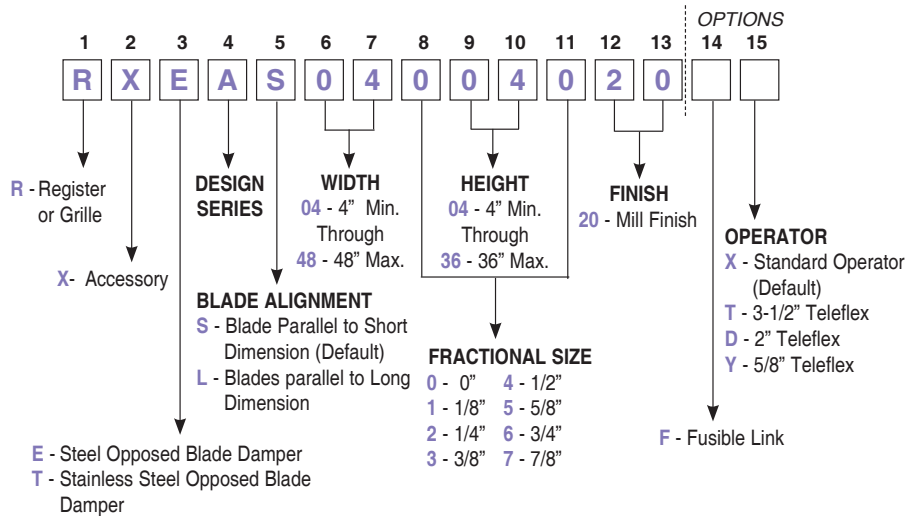 OPTIONS
1 2 3 4 5 6 7 8 9 10 11 12 13 14 15
R X E A S 0 4 0 0 4 0 2 0
R - Register
or Grille
X- Accessory
E - Steel Opposed Blade Damper
T - Stainless Steel Opposed Blade
Damper
DESIGN
SERIES
BLADE ALIGNMENT
S - Blade Parallel to Short
Dimension (Default)
L - Blades parallel to Long
Dimension
WIDTH
04 - 4” Min.
Through
48 - 48” Max.
HEIGHT
04 - 4” Min.
Through
36 - 36” Max.
FRACTIONAL SIZE
0 - 0” 4 - 1/2”
1 - 1/8” 5 - 5/8”
2 - 1/4” 6 - 3/4”
3 - 3/8” 7 - 7/8”
FINISH
20 - Mill Finish
F - Fusible Link
OPERATOR
X - Standard Operator
(Default)
T - 3-1/2” Teleflex
D - 2” Teleflex
Y - 5/8” Teleflex